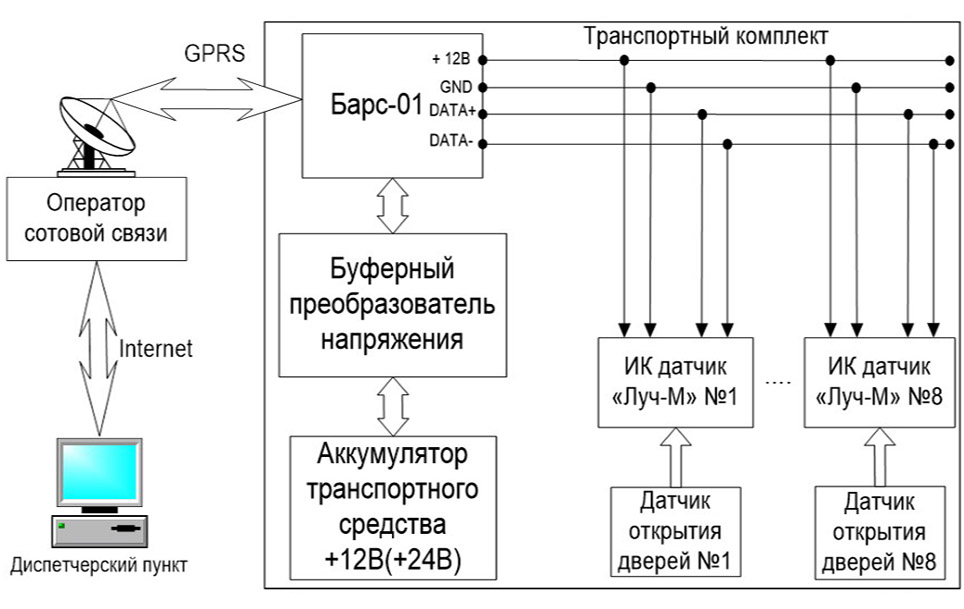 GPRS
Транспортный комплект
Барс-01
+ 12В
GND
DATA+
DATA-
Оператор
сотовой связи
Internet
Диспетчерский пункт
Буферный
преобразователь
напряжения
Аккумулятор
транспортного
средства
+12В(+24В)
ИК датчик
«Луч-М» №1
....
ИК датчик
«Луч-М» №8
Датчик
открытия
дверей №1
Датчик
открытия
дверей №8